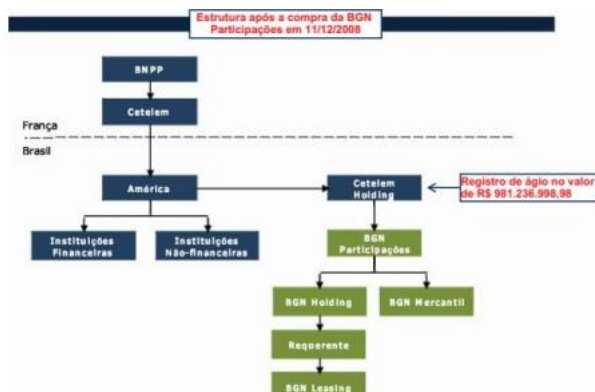 Estrutura após a compra da BGN
Participações em 11/12/2008
BNPP
Cetelem
França
Brasil
América
Cetelem
Holding
Registro de ágio no valor
de R$ 981.236.998,98
Instituições
Financeiras
Instituições
Não-financeiras
BGN
Participações
BGN Holding
BGN Mercantil
Requerente
BGN Leasing